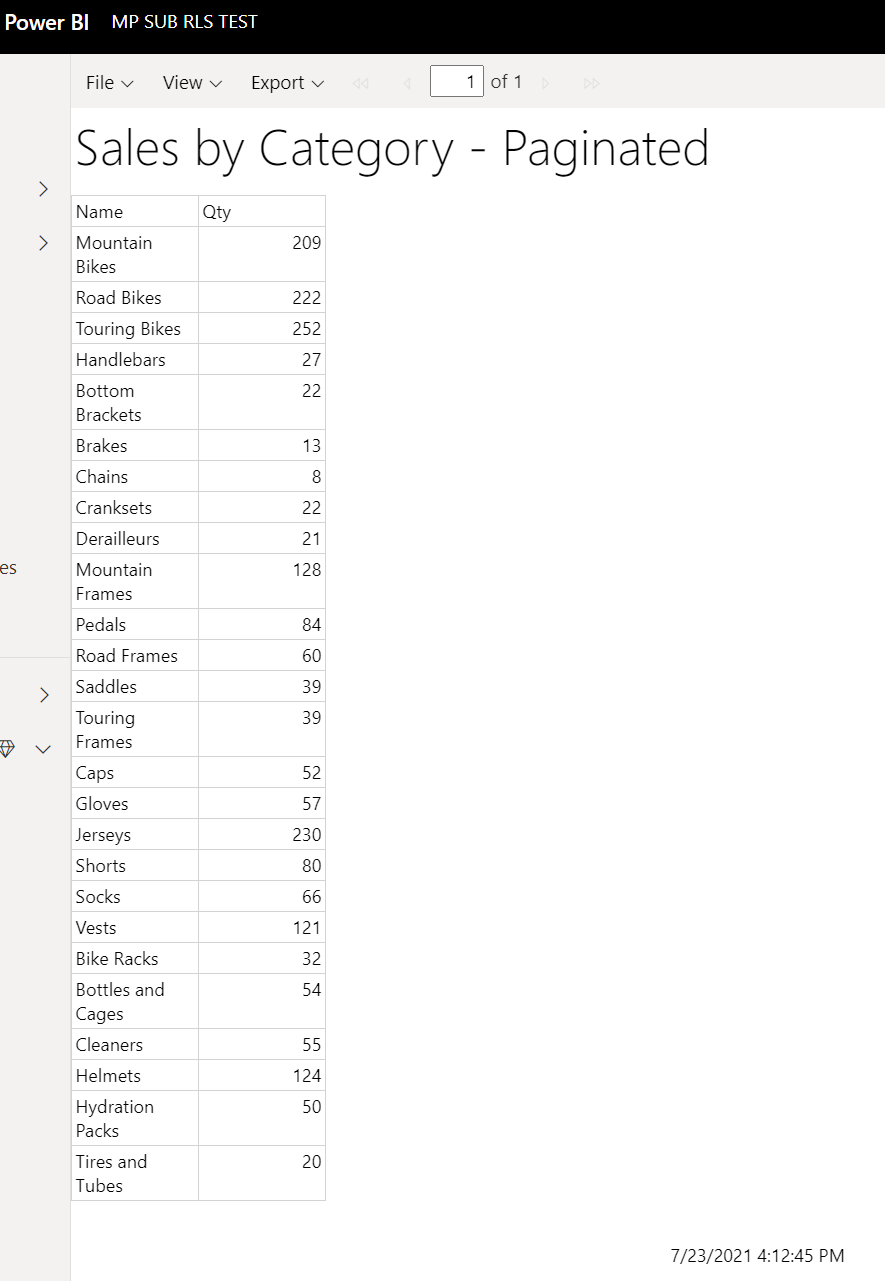 Power BI MP SUB RLS TEST
File View Export 1 of 1
Sales by Category - Paginated
Name Qty
Mountain 209
Bikes
Road Bikes 222
Touring Bikes 252
Handlebars 27
Bottom 22
Brackets
Brakes 13
Chains 8
Cranksets 22
Derailleurs 21
Mountain 128
Frames
es
Pedals 84
Road Frames 60
Saddles 39
Touring 39
Frames
Caps 52
Gloves 57
Jerseys 230
Shorts 80
Socks 66
Vests 121
Bike Racks 32
Bottles and 54
Cages
Cleaners 55
Helmets 124
Hydration 50
Packs
Tires and 20
Tubes
7/23/2021 4:12:45 PM